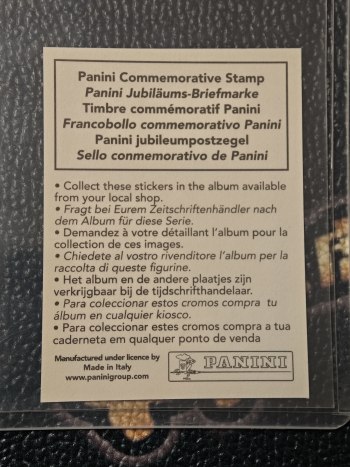 Panini Commemorative Stamp
Panini Jubiläums-Briefmarke
Timbre commémoratif Panini
Francobollo commemorativo Panini
Panini jubileumpostzegel
Sello conmemorativo de Panini
• Collect these stickers in the album available
from your local shop.
• Fragt bei Eurem Zeitschriftenhändler nach
dem Album für diese Serie.
• Demandez à votre détaillant l'album pour la
collection de ces images.
• Chiedete al vostro rivenditore l'album per la
raccolta di queste figurine.
• Het album en de andere plaatjes zijn
verkrijgbaar bij de tijdschrifthandelaar.
• Para coleccionar estos cromos compra tu
álbum en cualquier kiosco.
• Para coleccionar estes cromos compra a tua
caderneta em qualquer ponto de venda
Manufactured under licence by
Made in Italy
www.paninigroup.com
PANINI